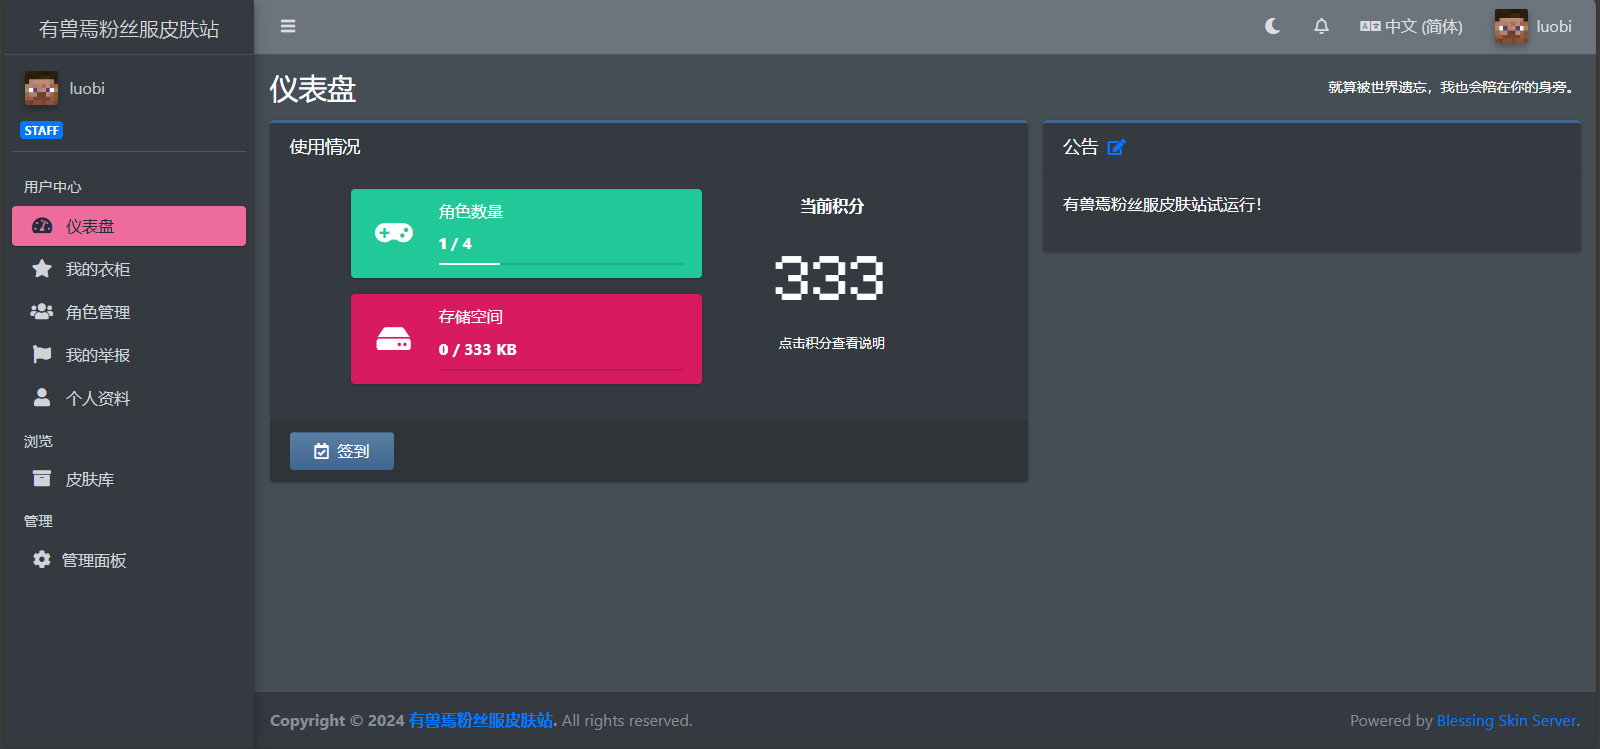 有兽焉粉丝服皮肤站
中文 (简体)
luobi
luobi
STAFF
用户中心
仪表盘
我的衣柜
角色管理
我的举报
个人资料
浏览
皮肤库
管理
管理面板
仪表盘
就算被世界遗忘，我也会陪在你的身旁。
使用情况
角色数量
1 / 4
存储空间
0 / 333 KB
当前积分
333
点击积分查看说明
签到
公告
有兽焉粉丝服皮肤站试运行！
Copyright © 2024 有兽焉粉丝服皮肤站. All rights reserved.
Powered by Blessing Skin Server.